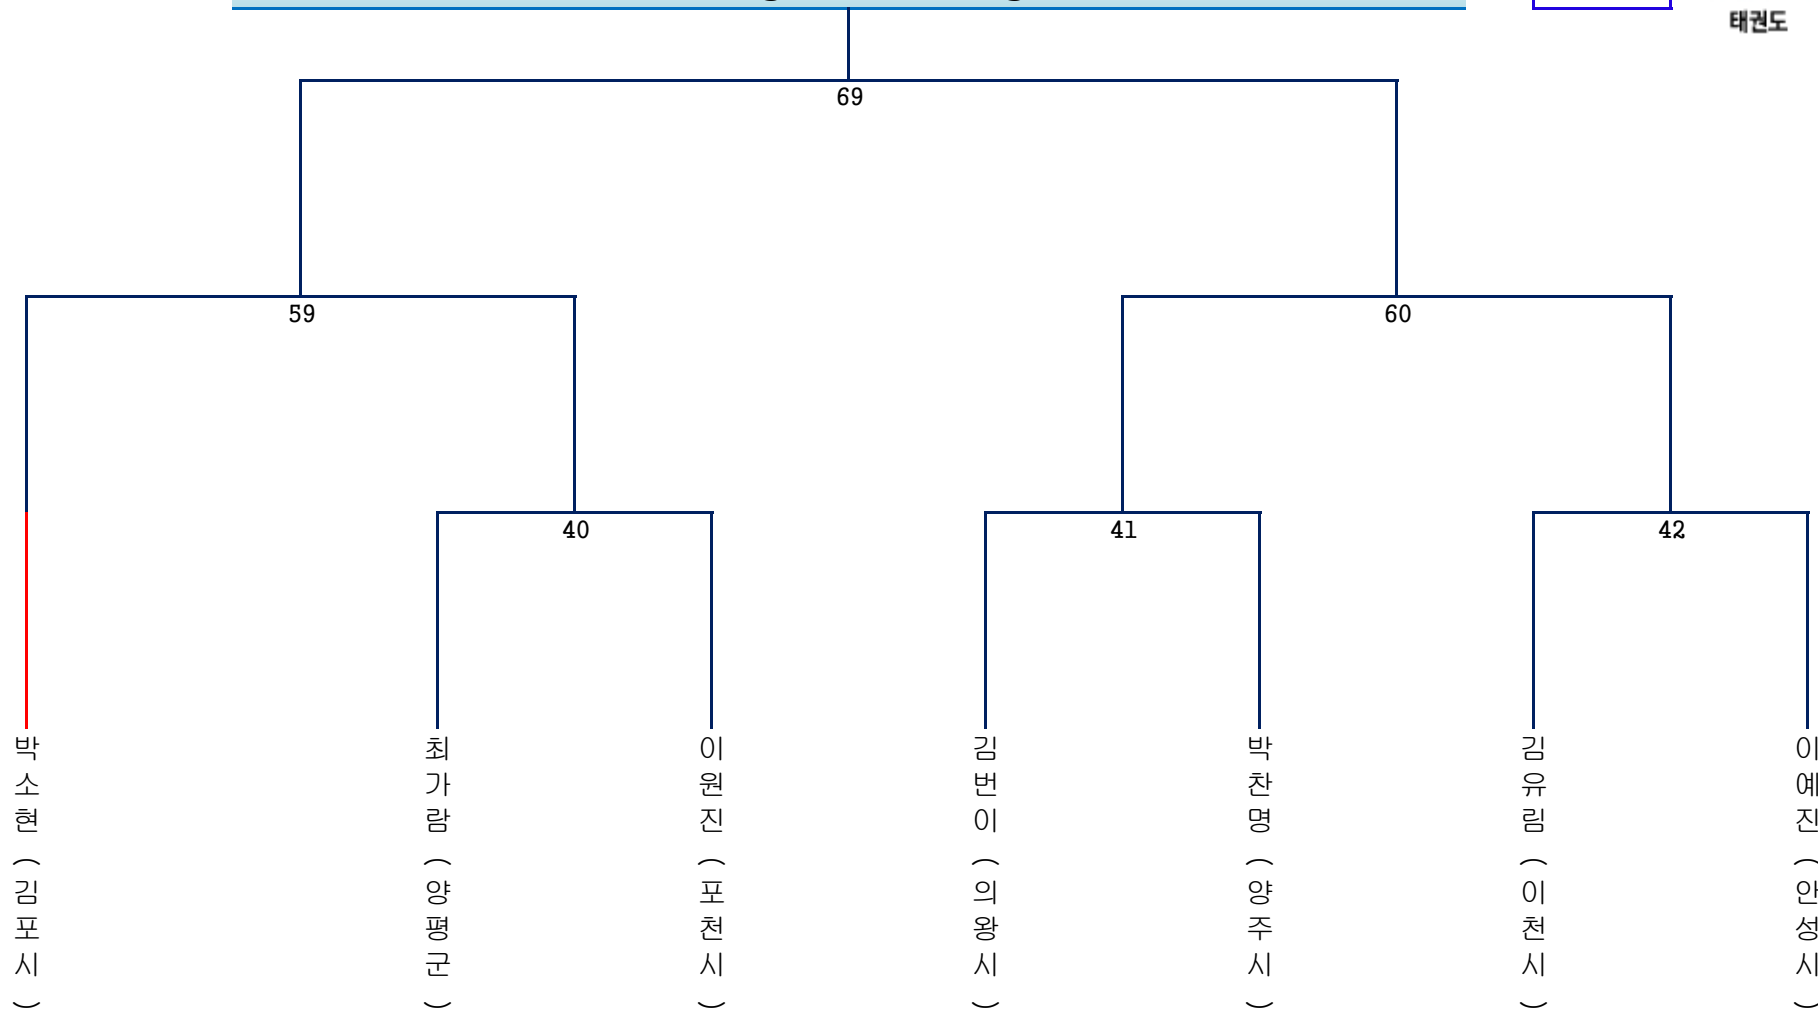 태권도
69
59
60
40
41
42
박소현(김포시)
최가람(양평군)
이원진(포천시)
김번이(의왕시)
박찬명(양주시)
김유림(이천시)
이예진(안성시)